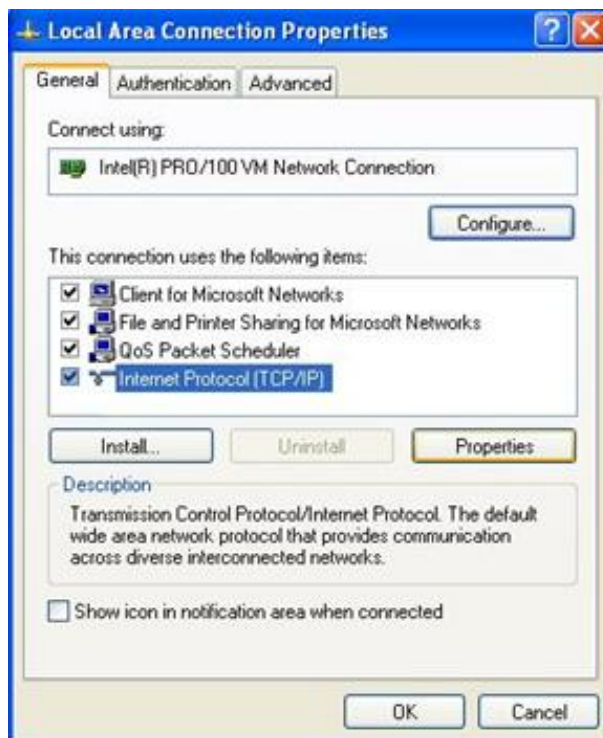 Local Area Connection Properties
General Authentication Advanced
Connect using:
Intel(R) PRO/100 VM Network Connection
Configure...
This connection uses the following items:
Client for Microsoft Networks
File and Printer Sharing for Microsoft Networks
QoS Packet Scheduler
Internet Protocol (TCP/IP)
Install... Uninstall Properties
Description
Transmission Control Protocol/Internet Protocol. The default
wide area network protocol that provides communication
across diverse interconnected networks.
Show icon in notification area when connected
OK Cancel